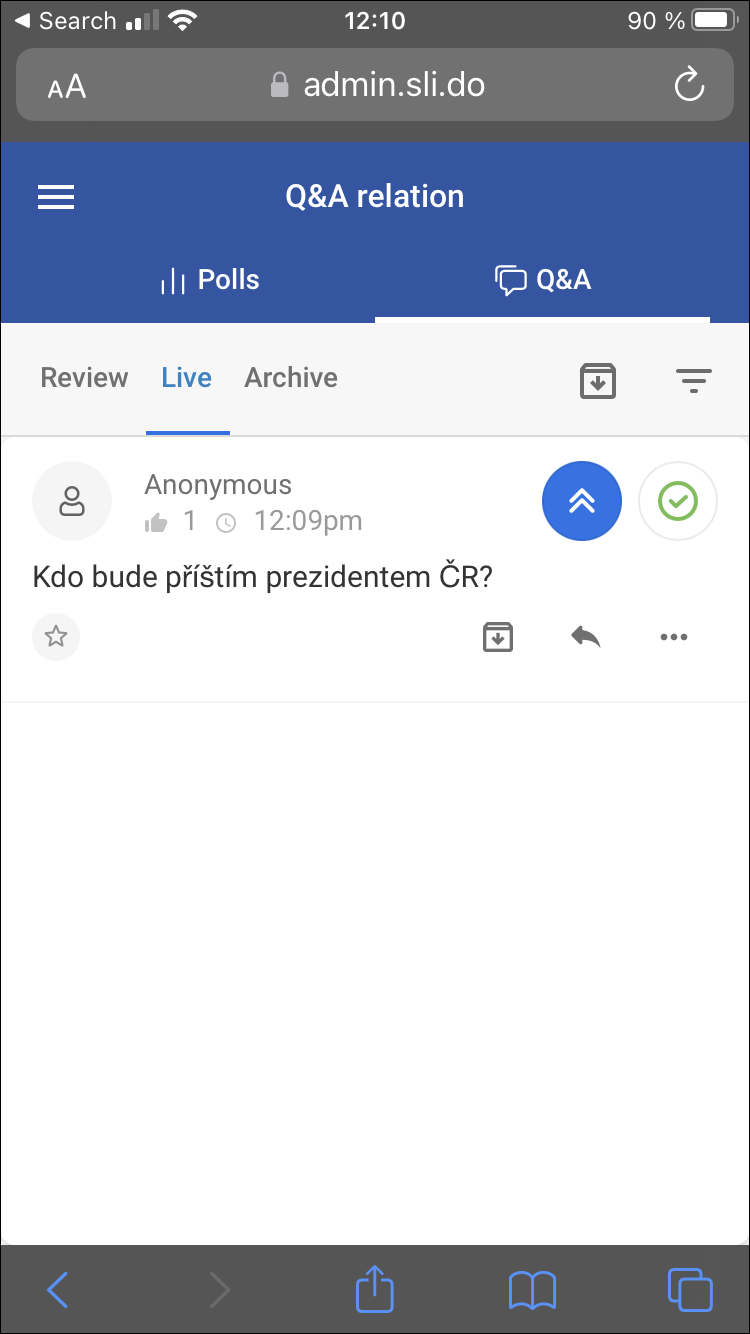 Search
12:10
90 %
AA
admin.sli.do
Q&A relation
Polls
Q&A
Review
Live
Archive
Anonymous
1
12:09pm
Kdo bude příštím prezidentem ČR?